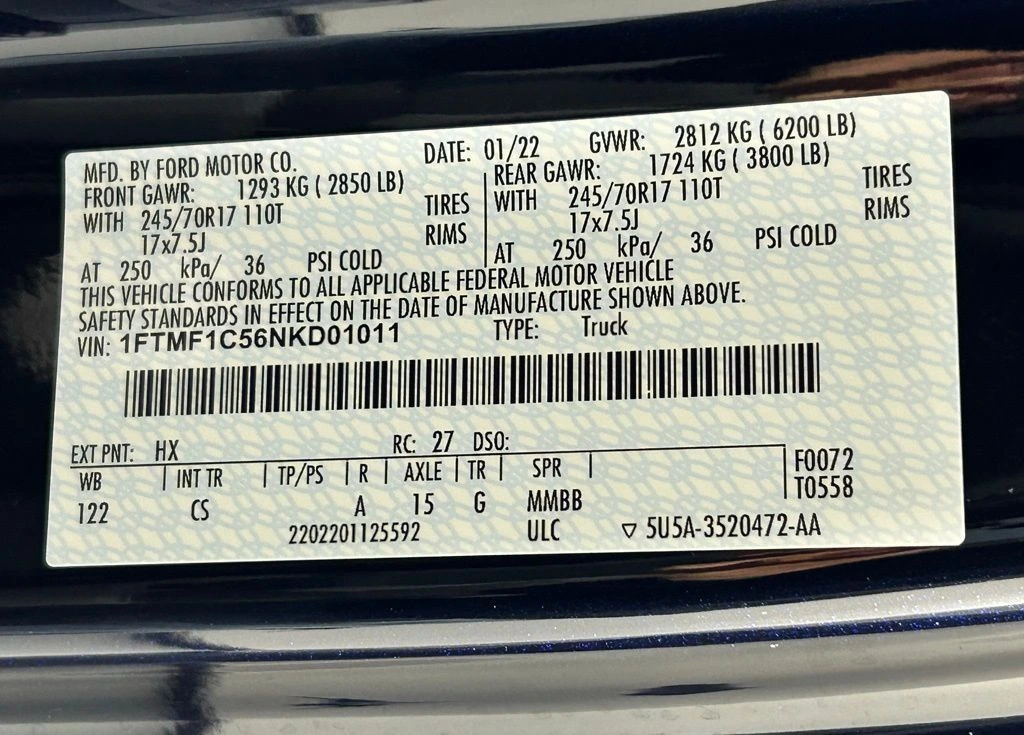 MFD. BY FORD MOTOR CO. DATE: 01/22 GVWR: 2812 KG ( 6200 LB)
FRONT GAWR: 1293 KG ( 2850 LB) REAR GAWR: 1724 KG ( 3800 LB)
WITH 245/70R17 110T TIRES WITH 245/70R17 110T TIRES
17x7.5J RIMS 17x7.5J RIMS
AT 250 kPa/ 36 PSI COLD AT 250 kPa/ 36 PSI COLD
THIS VEHICLE CONFORMS TO ALL APPLICABLE FEDERAL MOTOR VEHICLE
SAFETY STANDARDS IN EFFECT ON THE DATE OF MANUFACTURE SHOWN ABOVE.
VIN: 1FTMF1C56NKD01011 TYPE: Truck
EXT PNT: HX RC: 27 DSO:
WB INT TR TP/PS R AXLE TR SPR F0072
122 CS A 15 G MMBB T0558
2202201125592 ULC ▽ 5U5A-3520472-AA